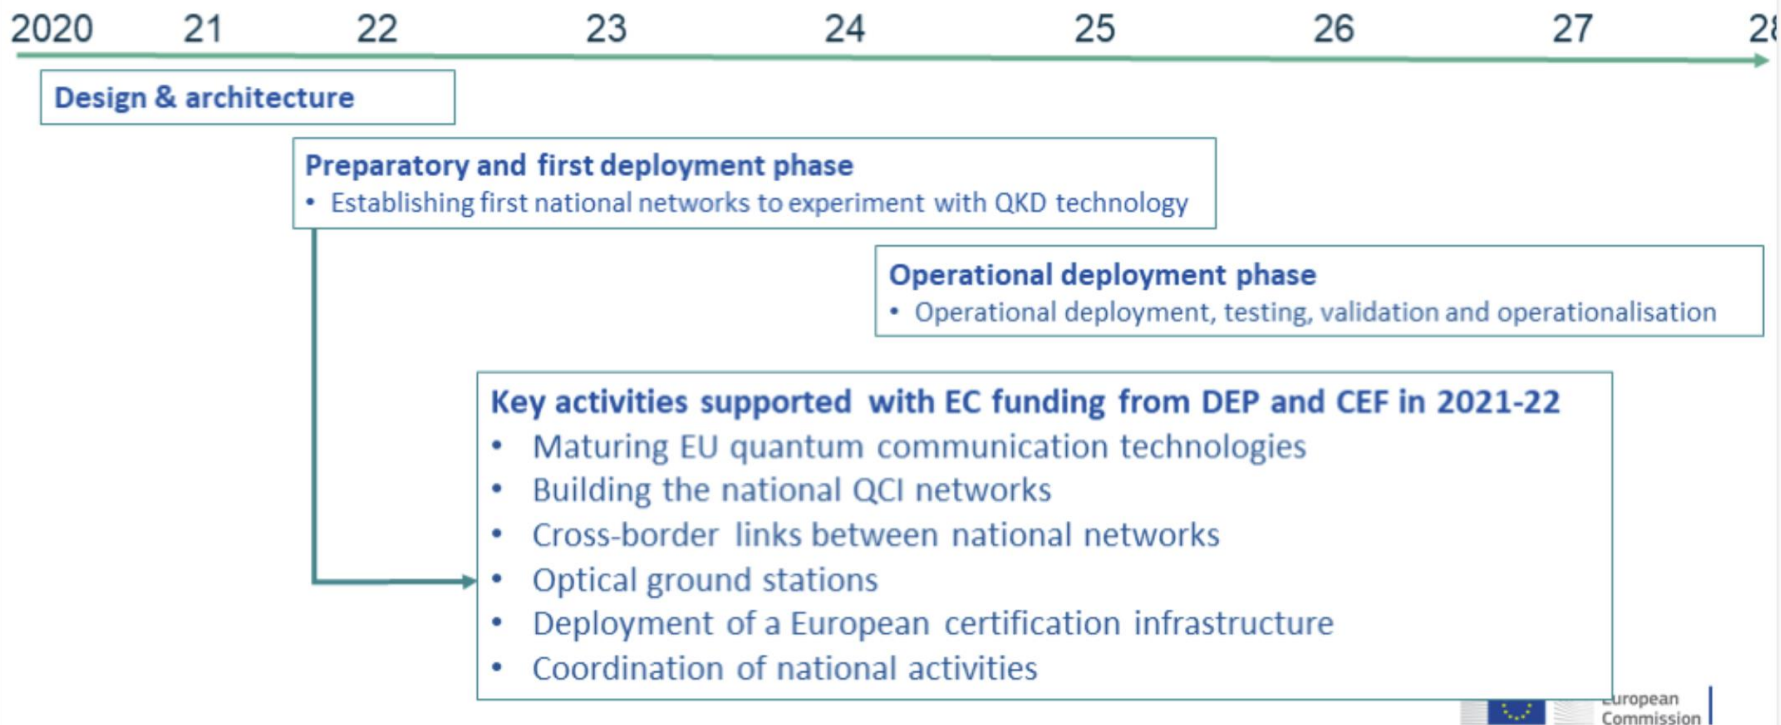 2020 21 22 23 24 25 26 27 28
Design & architecture
Preparatory and first deployment phase
• Establishing first national networks to experiment with QKD technology
Operational deployment phase
• Operational deployment, testing, validation and operationalisation
Key activities supported with EC funding from DEP and CEF in 2021-22
• Maturing EU quantum communication technologies
• Building the national QCI networks
• Cross-border links between national networks
• Optical ground stations
• Deployment of a European certification infrastructure
• Coordination of national activities
European
Commission